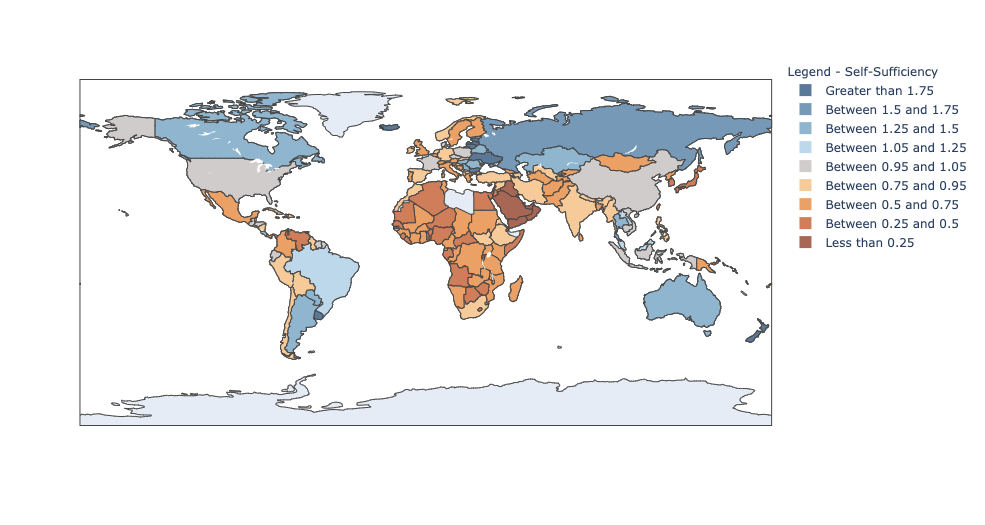 Legend - Self-Sufficiency
Greater than 1.75
Between 1.5 and 1.75
Between 1.25 and 1.5
Between 1.05 and 1.25
Between 0.95 and 1.05
Between 0.75 and 0.95
Between 0.5 and 0.75
Between 0.25 and 0.5
Less than 0.25